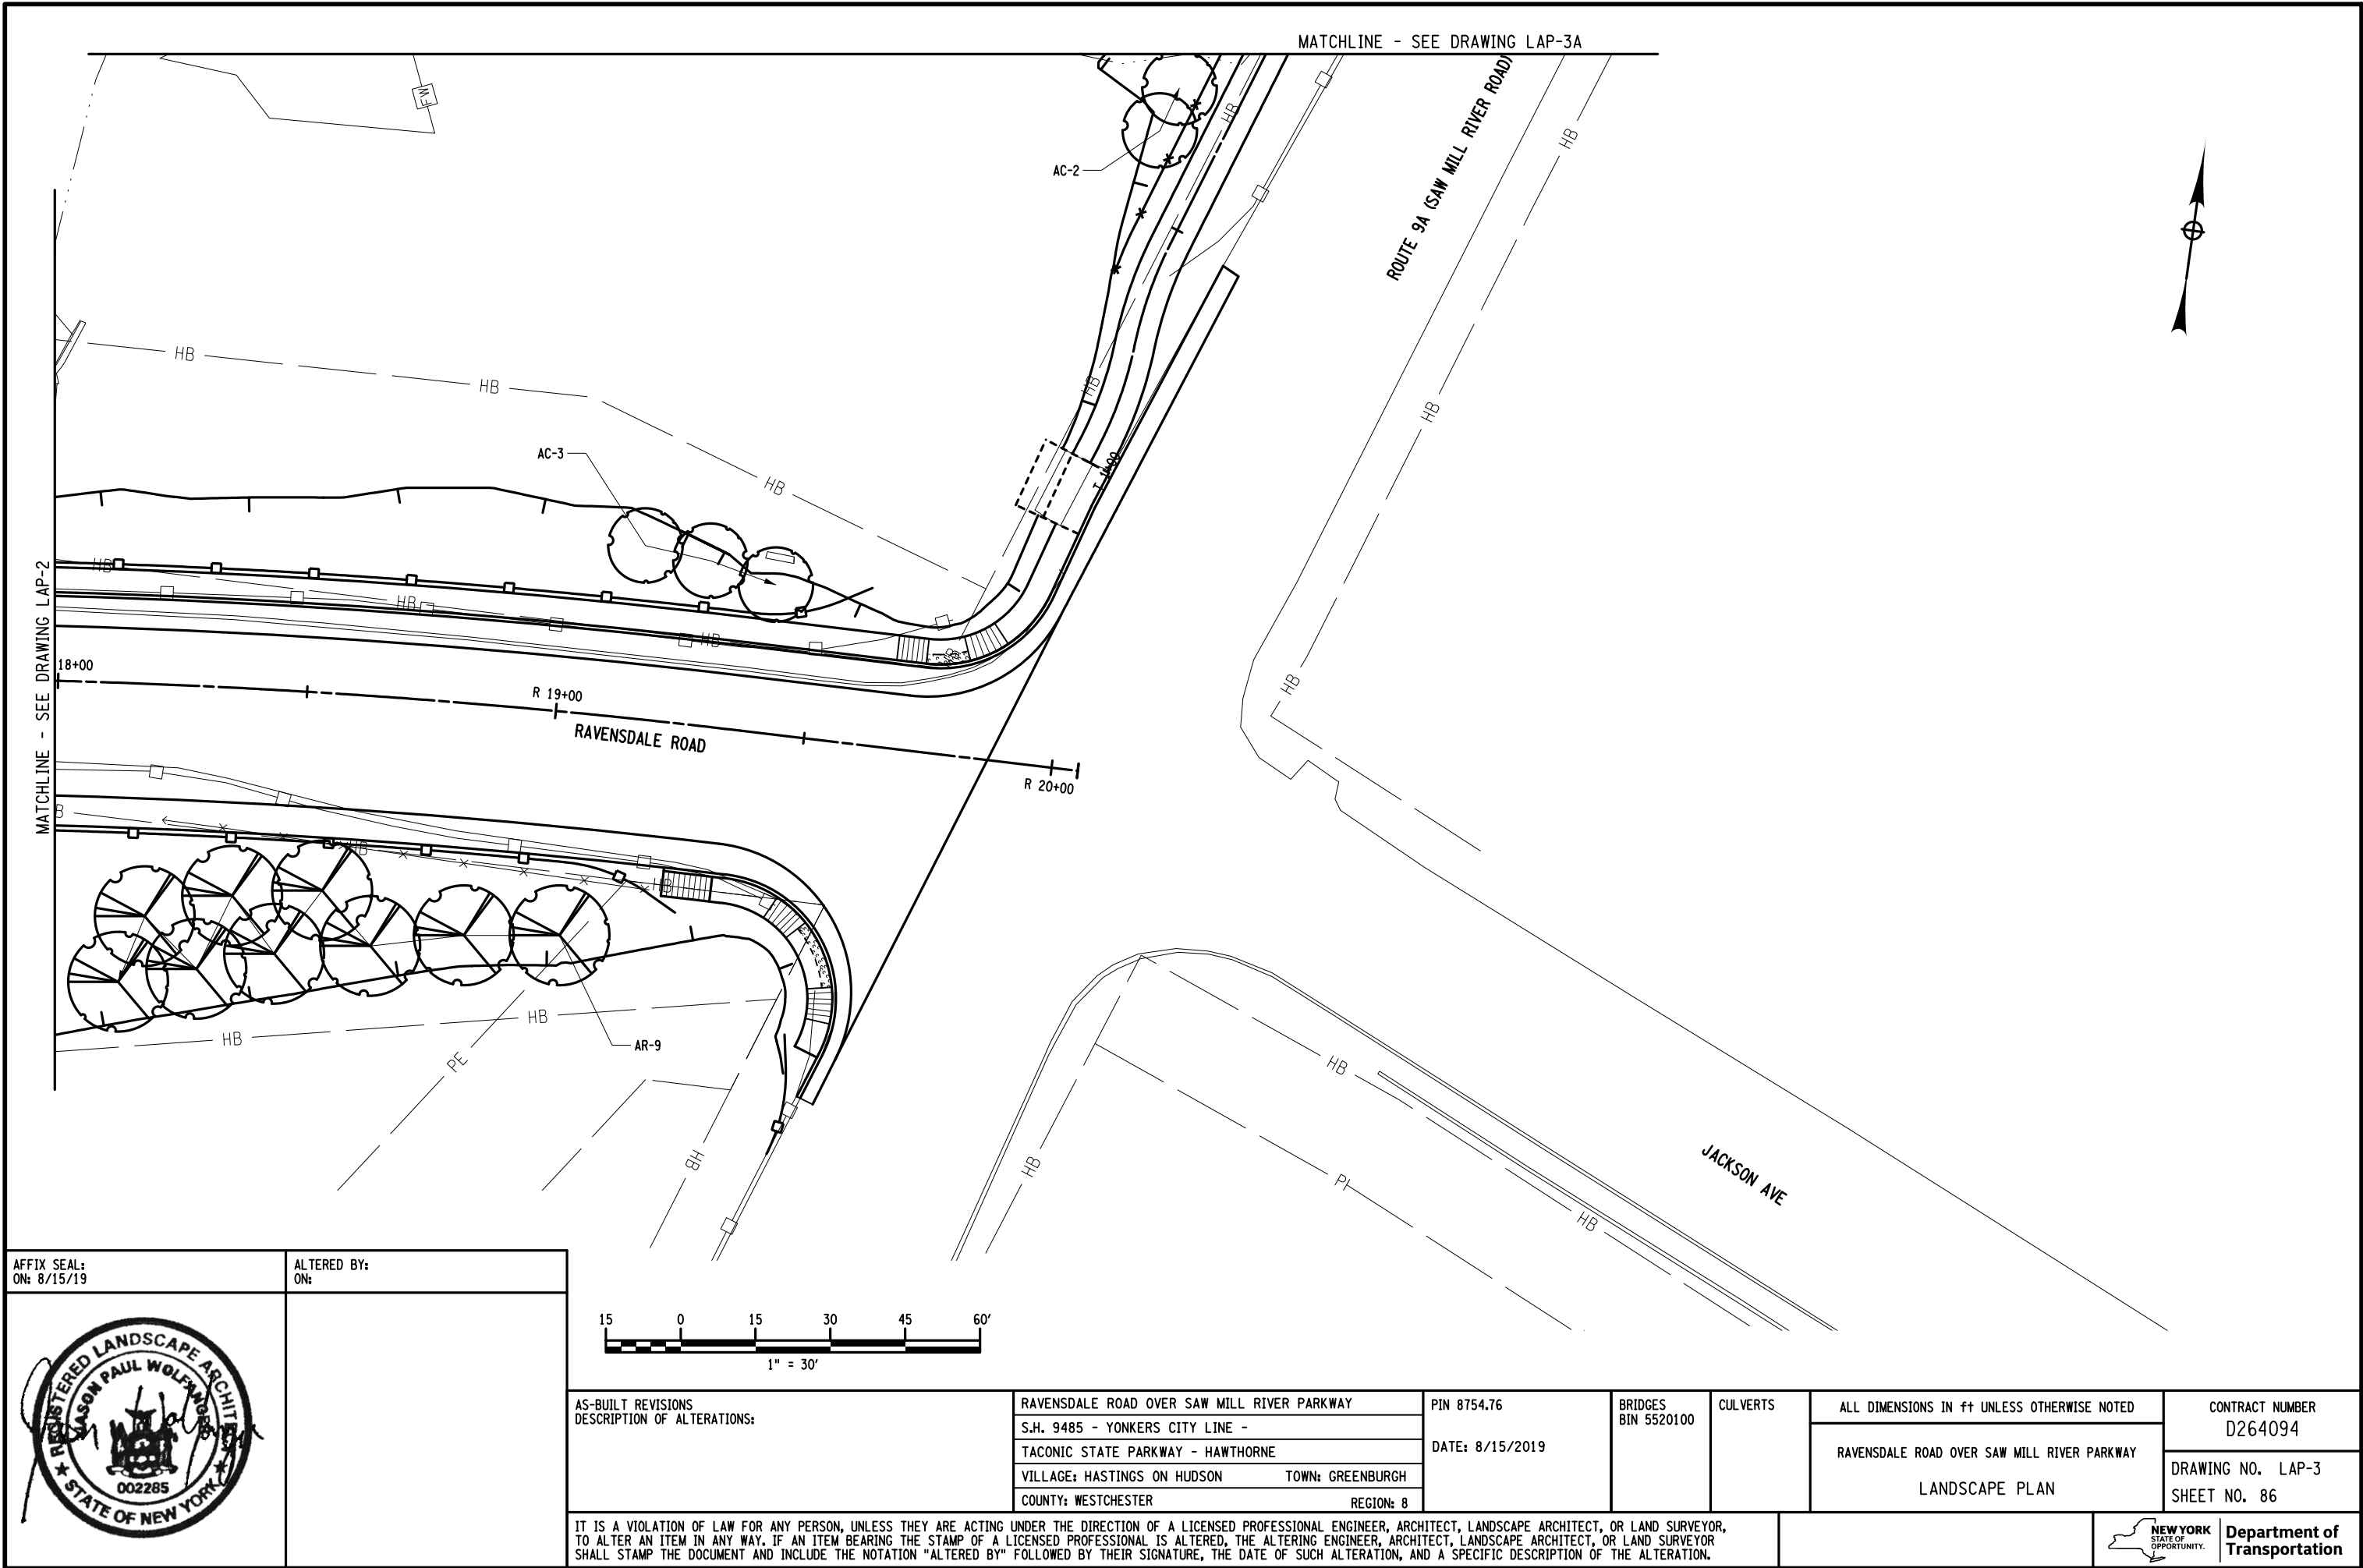 MATCHLINE - SEE DRAWING LAP-3A
FW
HB
ROUTE 9A (SAW MILL RIVER ROAD)
HB
AC-2
HB
HB
HB
HB
AC-3
HB
HB
HB
HB
HB
MATCHLINE - SEE DRAWING LAP-2
18+00
R 19+00
RAVENSDALE ROAD
R 20+00
HB
B
HB
HB
HB
HB
AR-9
PE
HB
HB
HB
PI
HB
JACKSON AVE
AFFIX SEAL:
ON: 8/15/19
ALTERED BY:
ON:
REGISTERED LANDSCAPE ARCHITECT
JASON PAUL WOLFANGER
002285
STATE OF NEW YORK
15 0 15 30 45 60'
1" = 30'
AS-BUILT REVISIONS
DESCRIPTION OF ALTERATIONS:
RAVENSDALE ROAD OVER SAW MILL RIVER PARKWAY
S.H. 9485 - YONKERS CITY LINE -
TACONIC STATE PARKWAY - HAWTHORNE
VILLAGE: HASTINGS ON HUDSON TOWN: GREENBURGH
COUNTY: WESTCHESTER REGION: 8
PIN 8754.76
DATE: 8/15/2019
BRIDGES
BIN 5520100
CULVERTS
ALL DIMENSIONS IN ft UNLESS OTHERWISE NOTED
RAVENSDALE ROAD OVER SAW MILL RIVER PARKWAY
LANDSCAPE PLAN
CONTRACT NUMBER
D264094
DRAWING NO. LAP-3
SHEET NO. 86
IT IS A VIOLATION OF LAW FOR ANY PERSON, UNLESS THEY ARE ACTING UNDER THE DIRECTION OF A LICENSED PROFESSIONAL ENGINEER, ARCHITECT, LANDSCAPE ARCHITECT, OR LAND SURVEYOR,
TO ALTER AN ITEM IN ANY WAY. IF AN ITEM BEARING THE STAMP OF A LICENSED PROFESSIONAL IS ALTERED, THE ALTERING ENGINEER, ARCHITECT, LANDSCAPE ARCHITECT, OR LAND SURVEYOR
SHALL STAMP THE DOCUMENT AND INCLUDE THE NOTATION "ALTERED BY" FOLLOWED BY THEIR SIGNATURE, THE DATE OF SUCH ALTERATION, AND A SPECIFIC DESCRIPTION OF THE ALTERATION.
NEW YORK
STATE OF
OPPORTUNITY.
Department of
Transportation